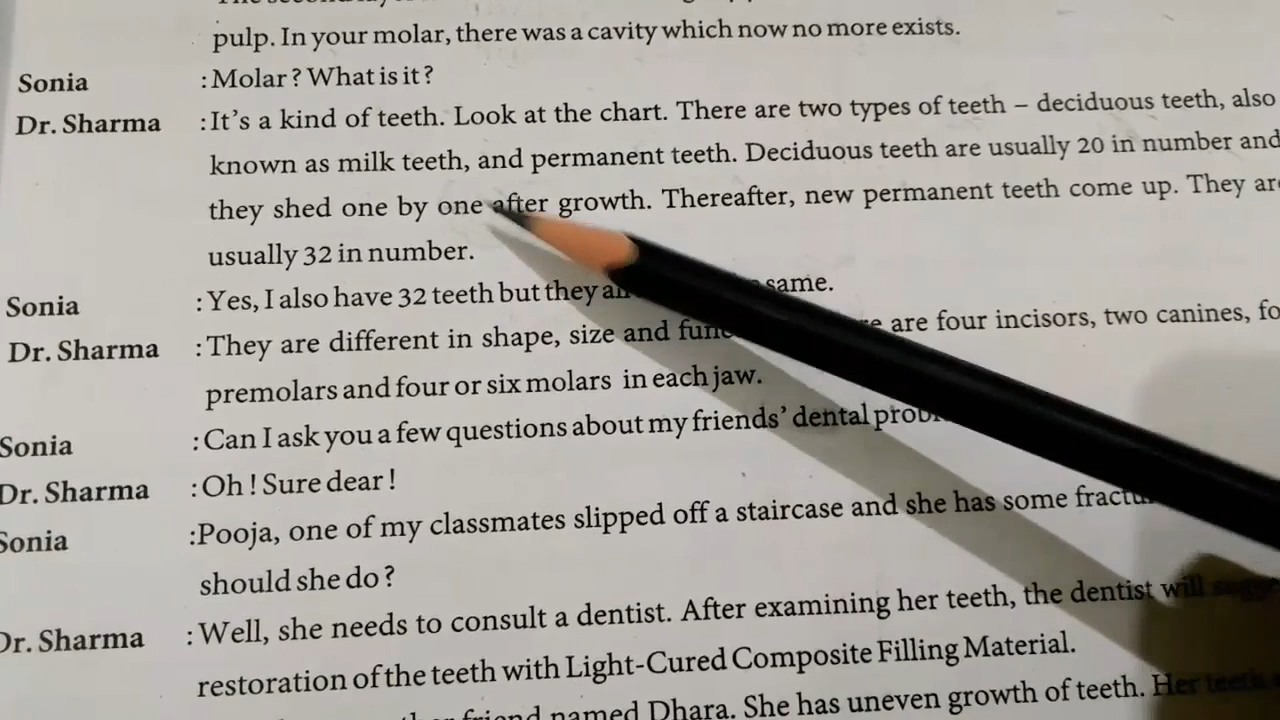 pulp. In your molar, there was a cavity which now no more exists.
Sonia : Molar ? What is it ?
Dr. Sharma : It's a kind of teeth. Look at the chart. There are two types of teeth – deciduous teeth, also
known as milk teeth, and permanent teeth. Deciduous teeth are usually 20 in number and
they shed one by one after growth. Thereafter, new permanent teeth come up. They are
usually 32 in number.
Sonia : Yes, I also have 32 teeth but they same.
Dr. Sharma : They are different in shape, size and are four incisors, two canines,
premolars and four or six molars in each jaw.
Sonia : Can I ask you a few questions about my friends' dental
Dr. Sharma : Oh ! Sure dear !
Sonia : Pooja, one of my classmates slipped off a staircase and she has some
should she do ?
Dr. Sharma : Well, she needs to consult a dentist. After examining her teeth, the dentist will
restoration of the teeth with Light-Cured Composite Filling Material.
friend named Dhara. She has uneven growth of teeth. Her teeth